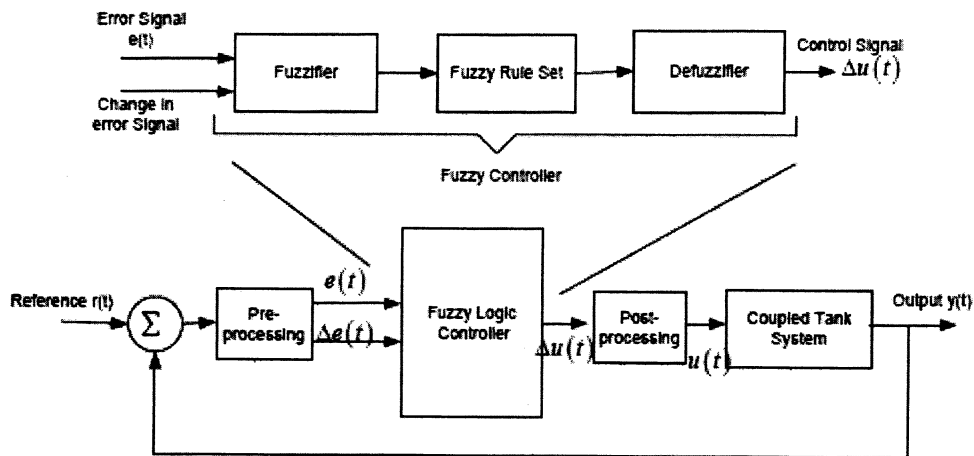 Error Signal
e(t)
Change in
error Signal
Fuzzifier
Fuzzy Rule Set
Defuzzifier
Control Signal
Δu(t)
Fuzzy Controller
Reference r(t)
Σ
Pre-
processing
e(t)
Δe(t)
Fuzzy Logic
Controller
Δu(t)
Post-
processing
u(t)
Coupled Tank
System
Output y(t)